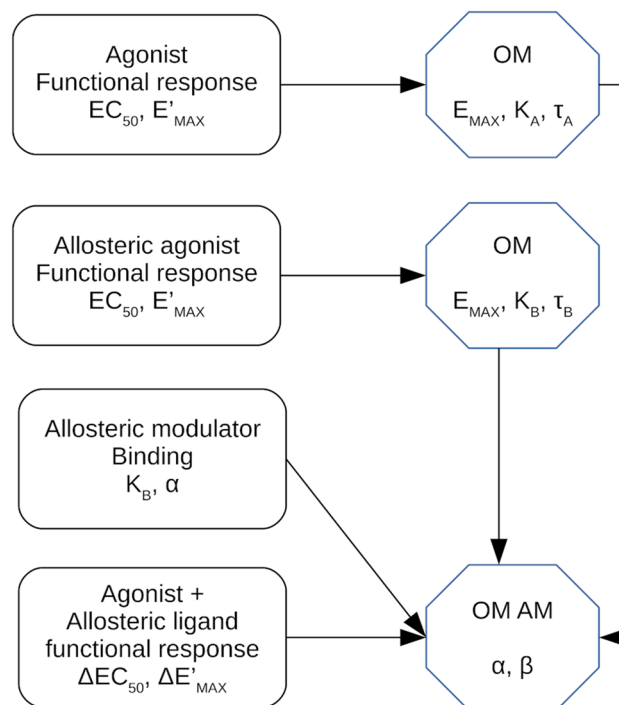 Agonist
Functional response
EC50, E’MAX
OM
EMAX, KA, τA
Allosteric agonist
Functional response
EC50, E’MAX
OM
EMAX, KB, τB
Allosteric modulator
Binding
KB, α
Agonist +
Allosteric ligand
functional response
ΔEC50, ΔE’MAX
OM AM
α, β